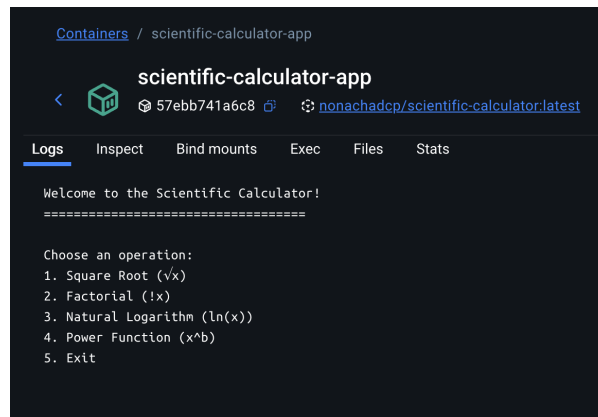 Containers / scientific-calculator-app
scientific-calculator-app
57ebb741a6c8 nonachadcp/scientific-calculator:latest
Logs Inspect Bind mounts Exec Files Stats
Welcome to the Scientific Calculator!
===================================
Choose an operation:
1. Square Root (√x)
2. Factorial (!x)
3. Natural Logarithm (ln(x))
4. Power Function (x^b)
5. Exit